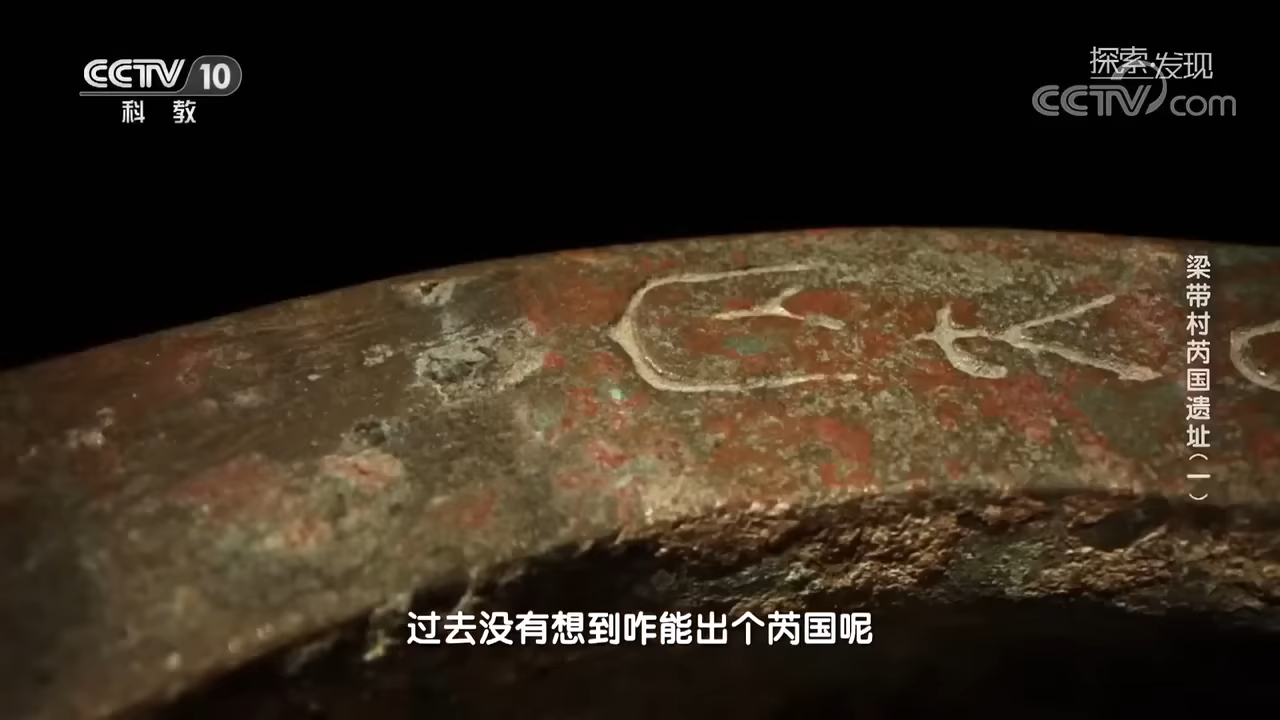 CCTV 10
科 教
探索·发现
CCTV.com
梁带村芮国遗址（一）
过去没有想到咋能出个芮国呢